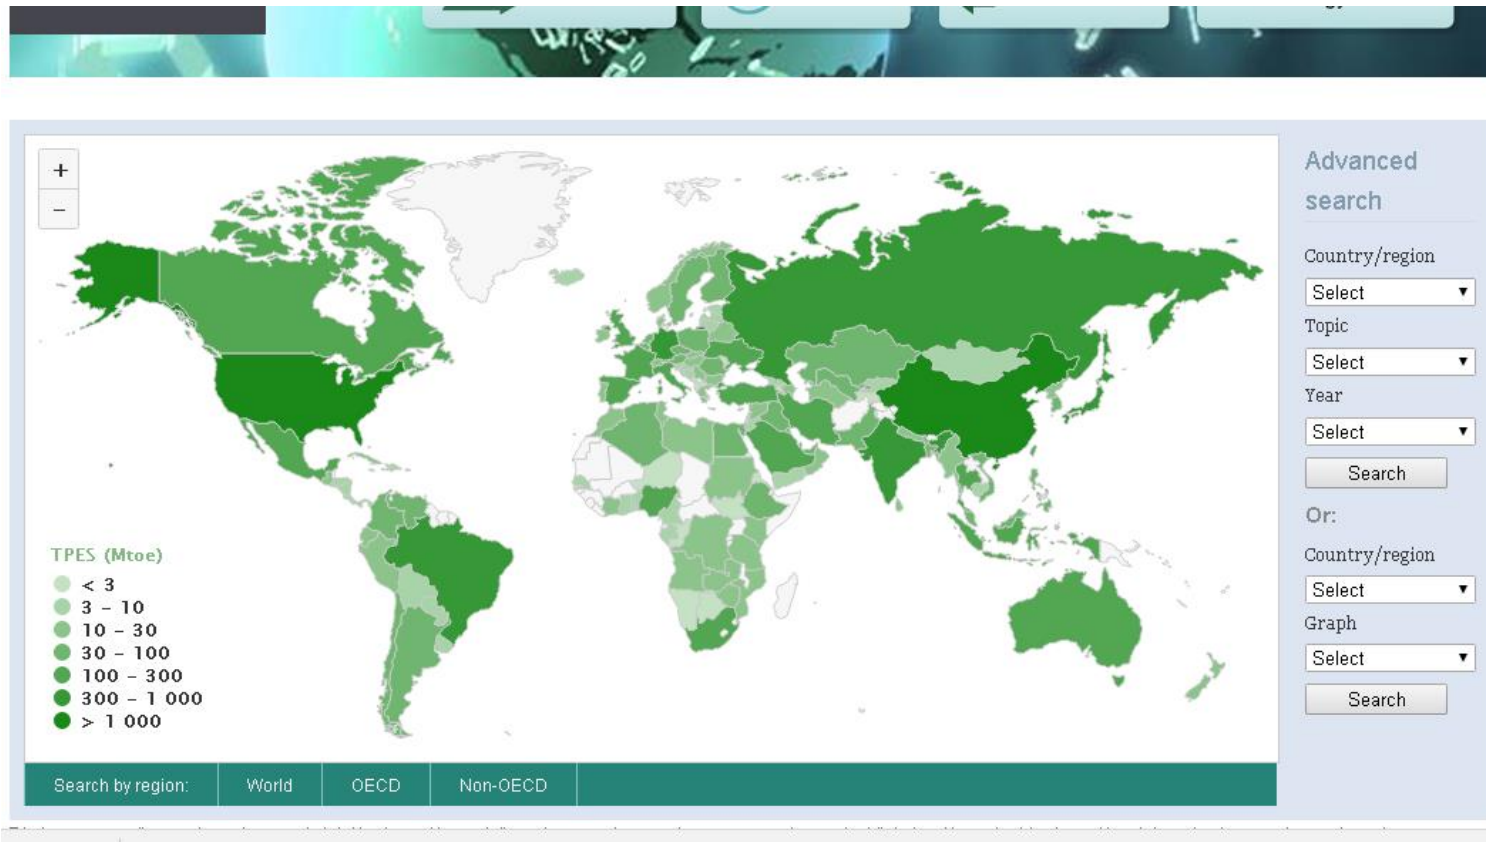 +
−
TPES (Mtoe)
< 3
3 – 10
10 – 30
30 – 100
100 – 300
300 – 1 000
> 1 000
Search by region:
World
OECD
Non-OECD
Advanced
search
Country/region
Select
Topic
Select
Year
Select
Search
Or:
Country/region
Select
Graph
Select
Search